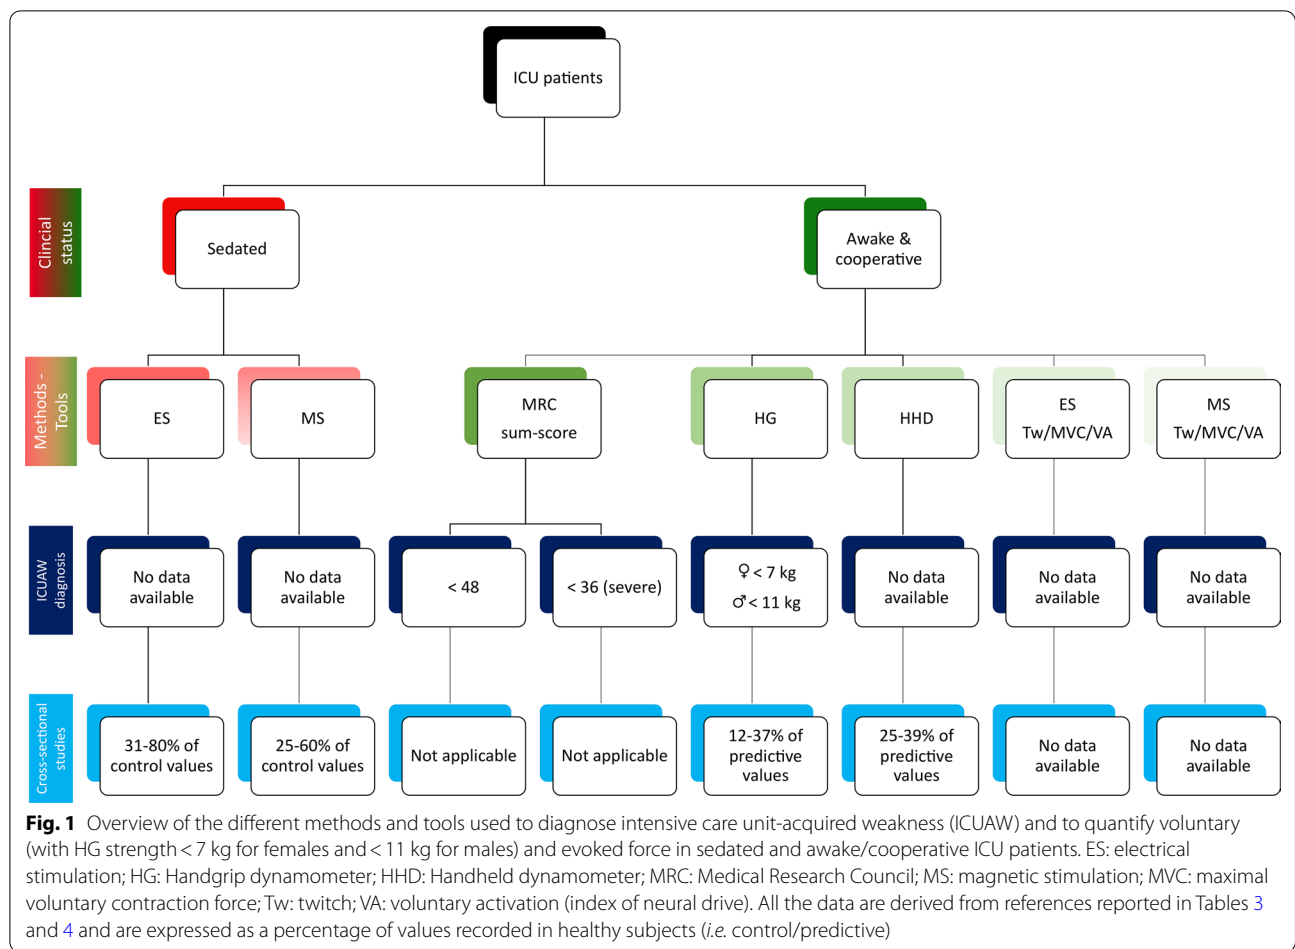 ICU patients
Clincial
status
Sedated
Awake &
cooperative
Methods -
Tools
ES
MS
MRC
sum-score
HG
HHD
ES
Tw/MVC/VA
MS
Tw/MVC/VA
ICUAW
diagnosis
No data
available
No data
available
< 48
< 36 (severe)
♀ < 7 kg
♂ < 11 kg
No data
available
No data
available
No data
available
Cross-sectional
studies
31-80% of
control values
25-60% of
control values
Not applicable
Not applicable
12-37% of
predictive
values
25-39% of
predictive
values
No data
available
No data
available
Fig. 1 Overview of the different methods and tools used to diagnose intensive care unit-acquired weakness (ICUAW) and to quantify voluntary
(with HG strength < 7 kg for females and < 11 kg for males) and evoked force in sedated and awake/cooperative ICU patients. ES: electrical
stimulation; HG: Handgrip dynamometer; HHD: Handheld dynamometer; MRC: Medical Research Council; MS: magnetic stimulation; MVC: maximal
voluntary contraction force; Tw: twitch; VA: voluntary activation (index of neural drive). All the data are derived from references reported in Tables 3
and 4 and are expressed as a percentage of values recorded in healthy subjects (i.e. control/predictive)